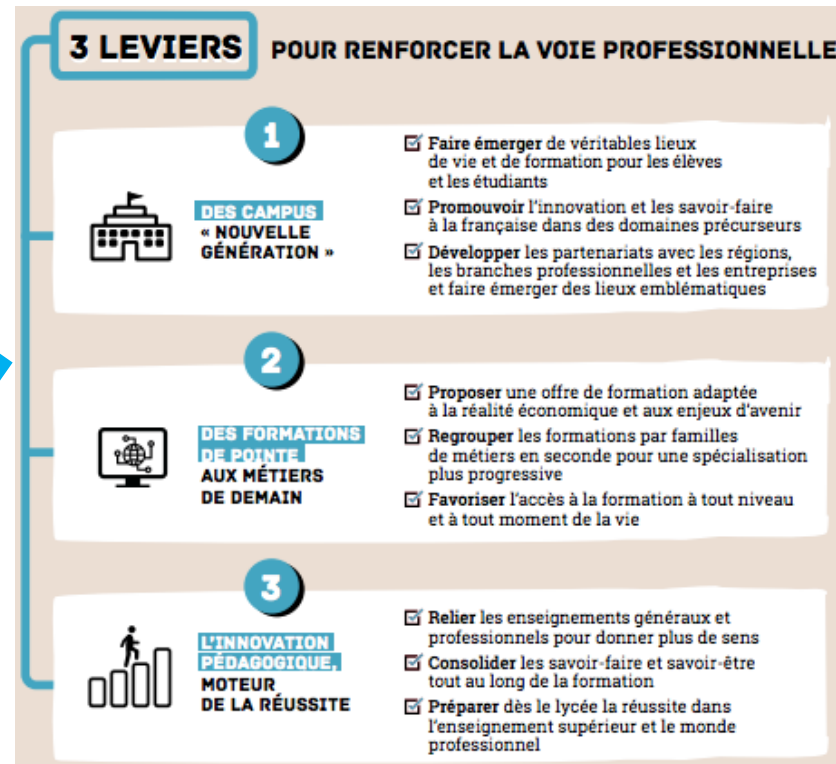 3 LEVIERS POUR RENFORCER LA VOIE PROFESSIONNELLE
1
DES CAMPUS
« NOUVELLE
GÉNÉRATION »
Faire émerger de véritables lieux
de vie et de formation pour les élèves
et les étudiants
Promouvoir l'innovation et les savoir-faire
à la française dans des domaines précurseurs
Développer les partenariats avec les régions,
les branches professionnelles et les entreprises
et faire émerger des lieux emblématiques
2
DES FORMATIONS
DE POINTE
AUX MÉTIERS
DE DEMAIN
Proposer une offre de formation adaptée
à la réalité économique et aux enjeux d'avenir
Regrouper les formations par familles
de métiers en seconde pour une spécialisation
plus progressive
Favoriser l'accès à la formation à tout niveau
et à tout moment de la vie
3
L'INNOVATION
PÉDAGOGIQUE,
MOTEUR
DE LA RÉUSSITE
Relier les enseignements généraux et
professionnels pour donner plus de sens
Consolider les savoir-faire et savoir-être
tout au long de la formation
Préparer dès le lycée la réussite dans
l'enseignement supérieur et le monde
professionnel